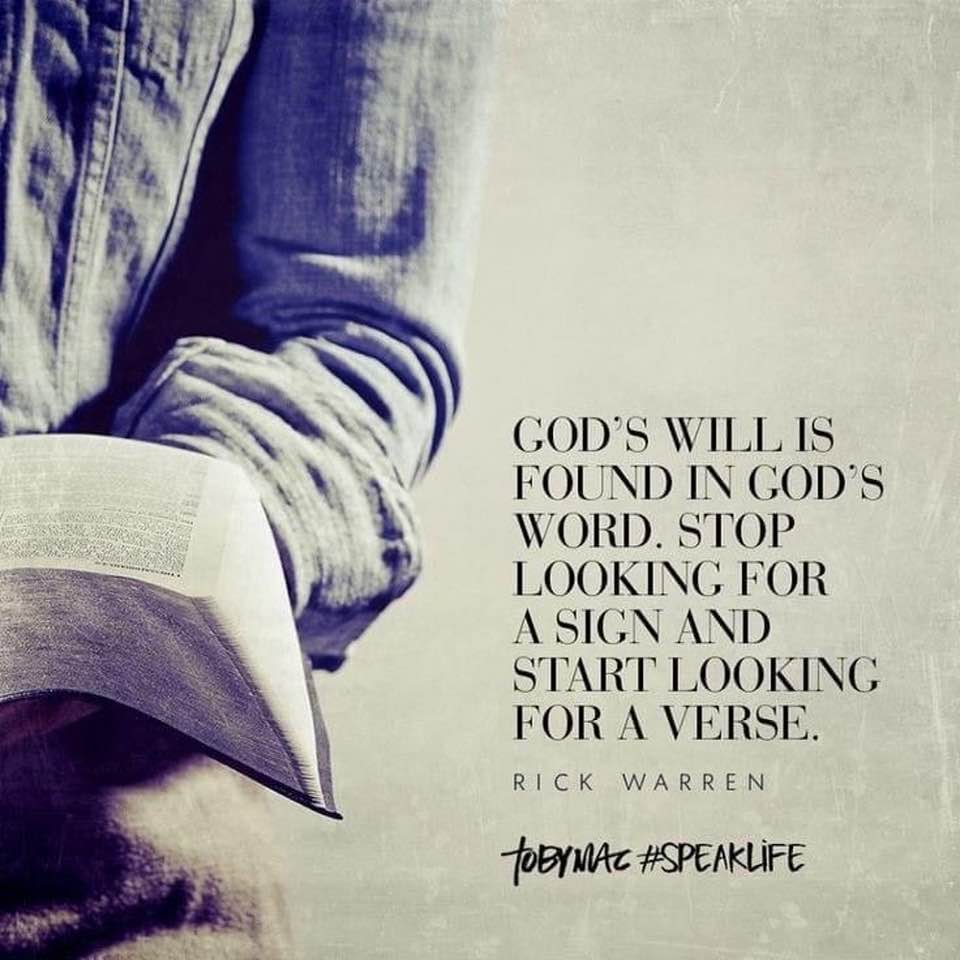 GOD'S WILL IS
FOUND IN GOD'S
WORD. STOP
LOOKING FOR
A SIGN AND
START LOOKING
FOR A VERSE.
RICK WARREN
TOBYMAC #SPEAKLIFE